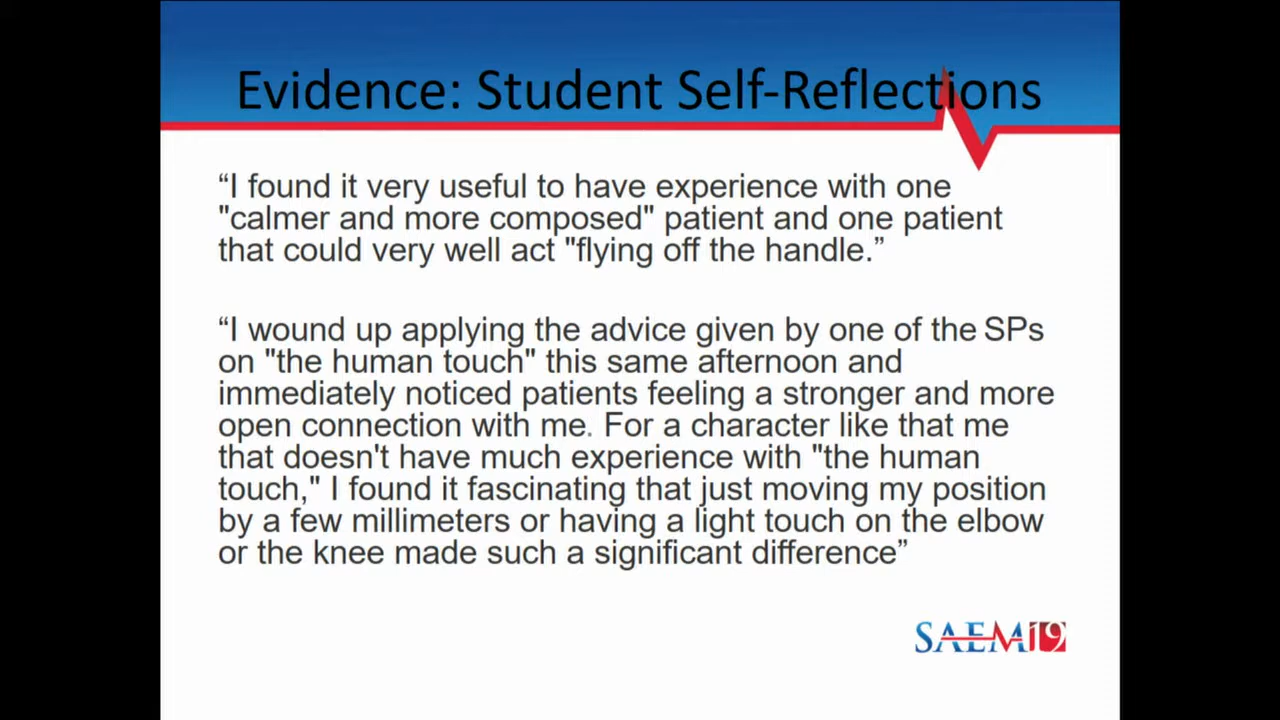 Evidence: Student Self-Reflections
“I found it very useful to have experience with one
"calmer and more composed" patient and one patient
that could very well act "flying off the handle.”
“I wound up applying the advice given by one of the SPs
on "the human touch" this same afternoon and
immediately noticed patients feeling a stronger and more
open connection with me. For a character like that me
that doesn't have much experience with "the human
touch," I found it fascinating that just moving my position
by a few millimeters or having a light touch on the elbow
or the knee made such a significant difference”
SAEM19